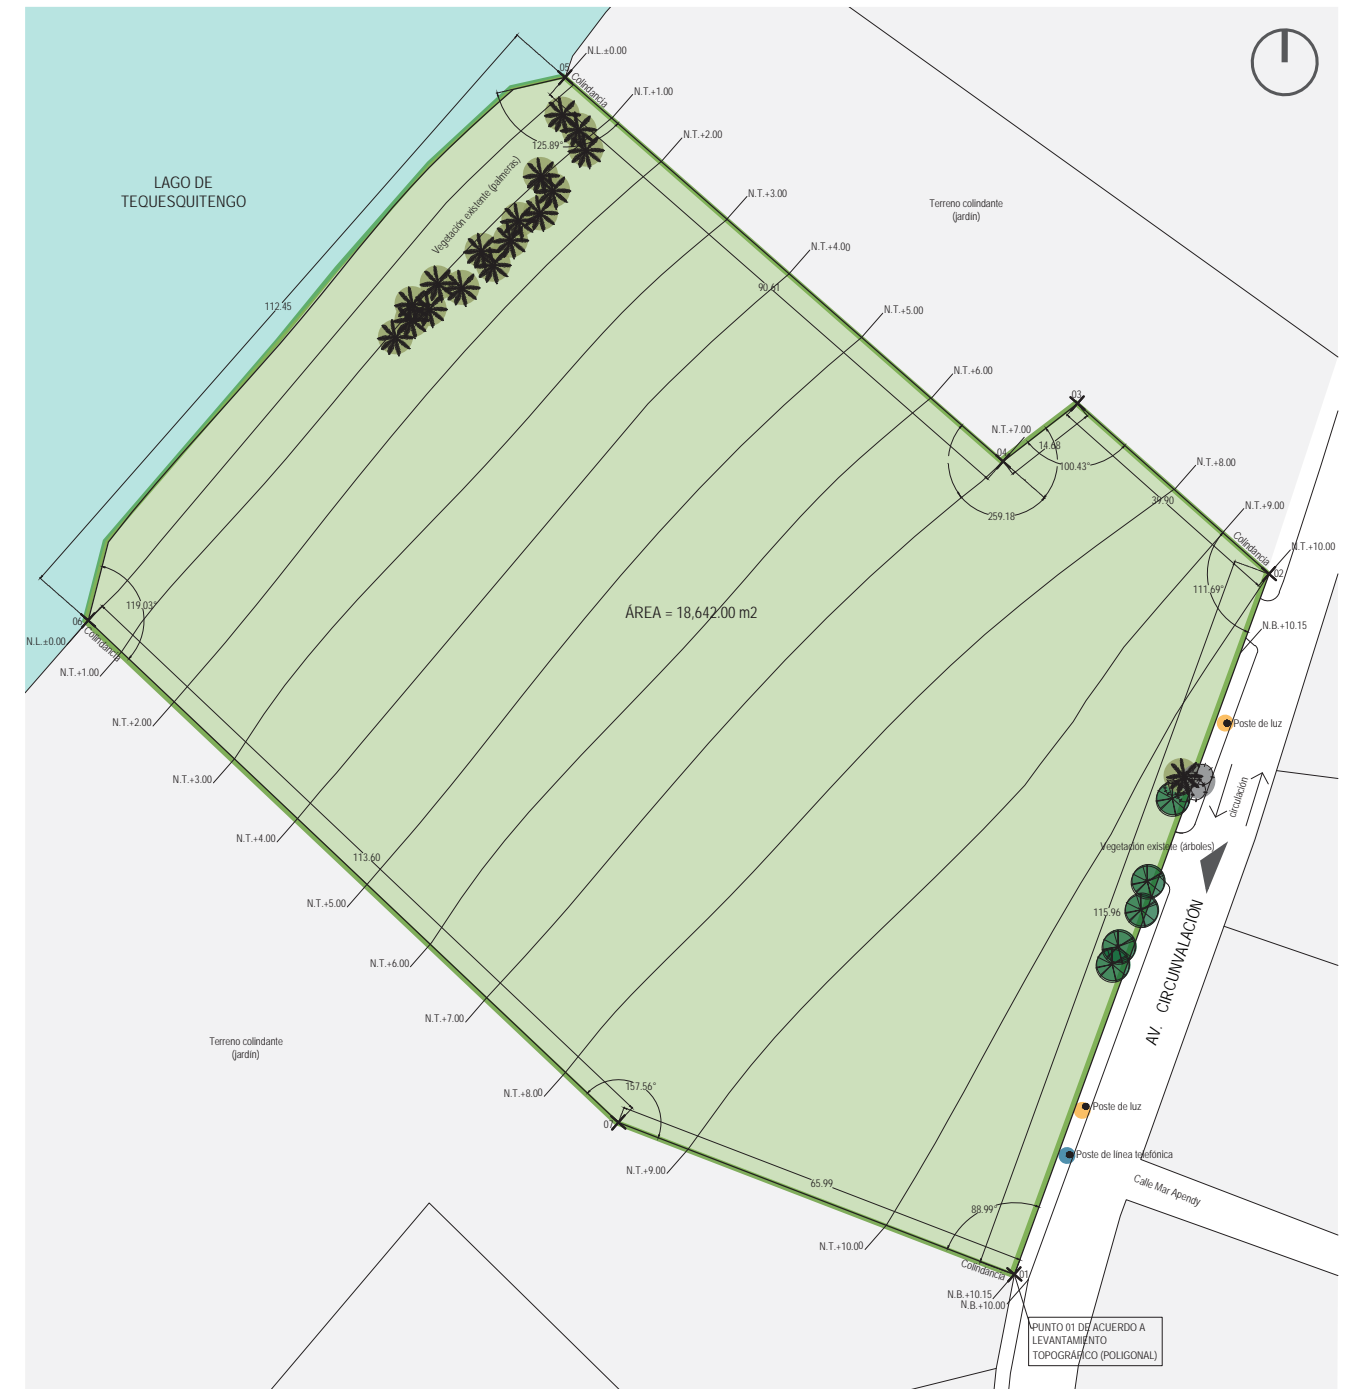 05
N.L.±0.00
Colindancia
N.T.+1.00
125.89°
N.T.+2.00
LAGO DE
TEQUESQUITENGO
Vegetación existente (palmeras)
N.T.+3.00
Terreno colindante
(jardín)
N.T.+4.00
90.61
112.45
N.T.+5.00
N.T.+6.00
03
N.T.+7.00
14.68
04
100.43°
N.T.+8.00
39.90
N.T.+9.00
259.18
Colindancia
N.T.+10.00
02
111.69°
119.03°
ÁREA = 18,642.00 m2
06
Colindancia
N.L.±0.00
N.B.+10.15
N.T.+1.00
N.T.+2.00
Poste de luz
N.T.+3.00
circulación
N.T.+4.00
Vegetación existete (árboles)
113.60
N.T.+5.00
115.96
N.T.+6.00
AV. CIRCUNVALACIÓN
N.T.+7.00
Terreno colindante
(jardín)
N.T.+8.00
157.56°
Poste de luz
07
Poste de línea telefónica
N.T.+9.00
65.99
Calle Mar Apendy
88.99°
N.T.+10.00
Colindancia
01
N.B.+10.15
N.B.+10.00
PUNTO 01 DE ACUERDO A
LEVANTAMIENTO
TOPOGRÁFICO (POLIGONAL)